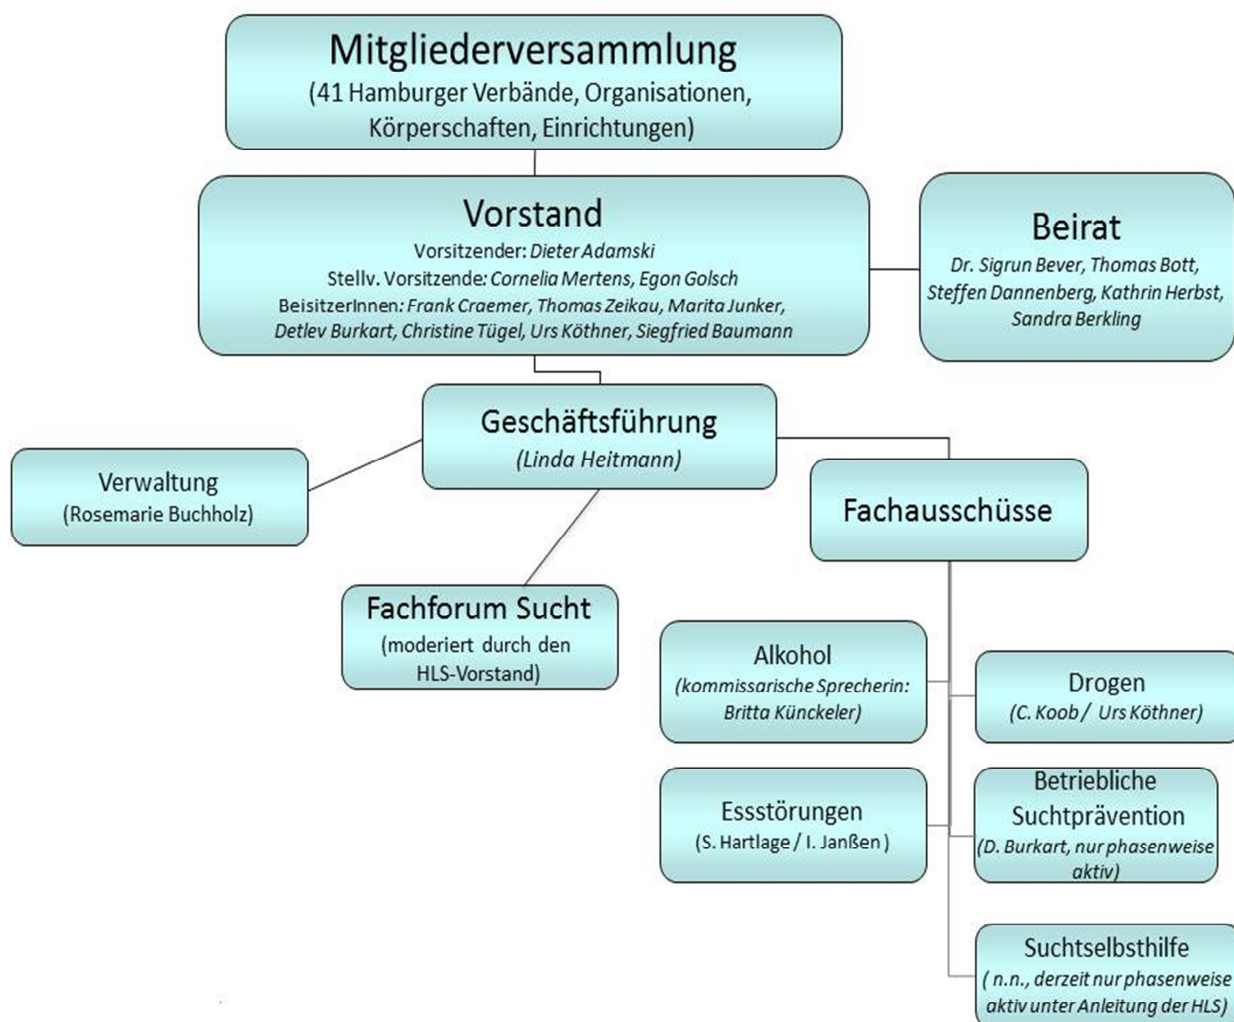 Mitgliederversammlung
(41 Hamburger Verbände, Organisationen,
Körperschaften, Einrichtungen)
Vorstand
Vorsitzender: Dieter Adamski
Stellv. Vorsitzende: Cornelia Mertens, Egon Golsch
BeisitzerInnen: Frank Craemer, Thomas Zeikau, Marita Junker,
Detlev Burkart, Christine Tügel, Urs Köthner, Siegfried Baumann
Beirat
Dr. Sigrun Bever, Thomas Bott,
Steffen Dannenberg, Kathrin Herbst,
Sandra Berkling
Geschäftsführung
(Linda Heitmann)
Verwaltung
(Rosemarie Buchholz)
Fachausschüsse
Fachforum Sucht
(moderiert durch den
HLS-Vorstand)
Alkohol
(kommissarische Sprecherin:
Britta Künckeler)
Drogen
(C. Koob / Urs Köthner)
Essstörungen
(S. Hartlage / I. Janßen )
Betriebliche
Suchtprävention
(D. Burkart, nur phasenweise
aktiv)
Suchtselbsthilfe
( n.n., derzeit nur phasenweise
aktiv unter Anleitung der HLS)